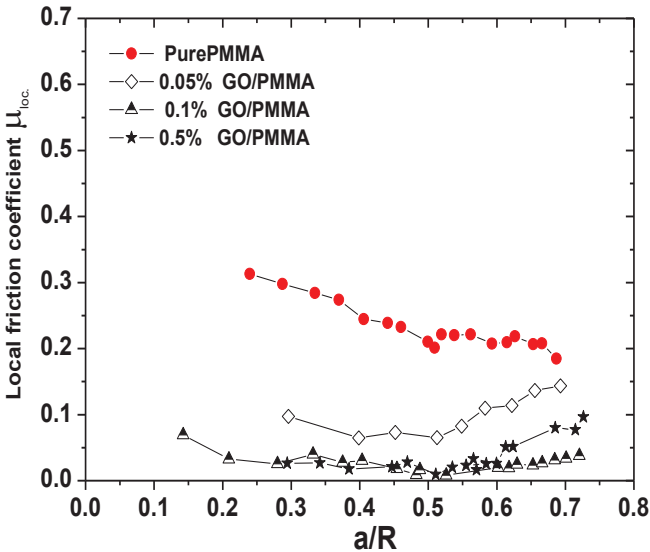 0.7
0.6
0.5
0.4
0.3
0.2
0.1
0.0
Local friction coefficient μloc.
PurePMMA
0.05% GO/PMMA
0.1% GO/PMMA
0.5% GO/PMMA
0.0 0.1 0.2 0.3 0.4 0.5 0.6 0.7 0.8
a/R